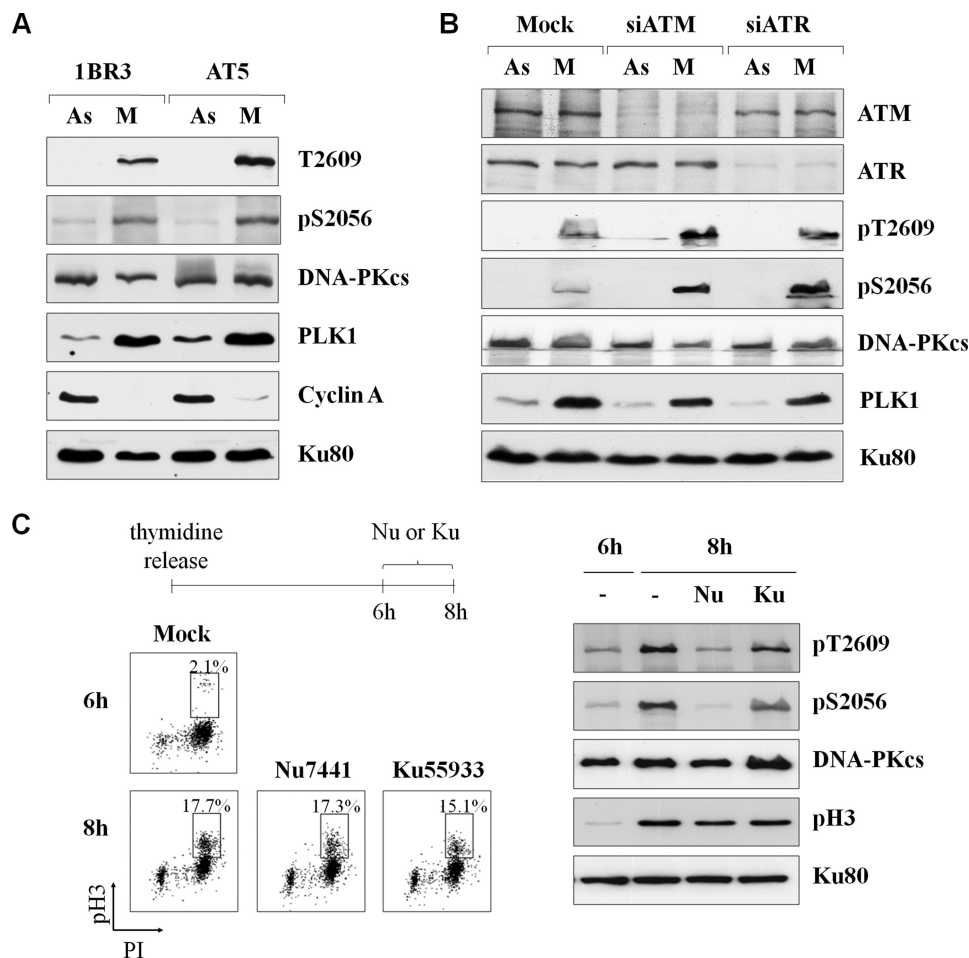 A
1BR3 AT5
As M As M
T2609
pS2056
DNA-PKcs
PLK1
Cyclin A
Ku80
B
Mock siATM siATR
As M As M As M
ATM
ATR
pT2609
pS2056
DNA-PKcs
PLK1
Ku80
C
thymidine
release
Nu or Ku
6h 8h
Mock
6h
2.1%
Nu7441 Ku55933
8h
17.7% 17.3% 15.1%
pH3
PI
6h 8h
- - Nu Ku
pT2609
pS2056
DNA-PKcs
pH3
Ku80